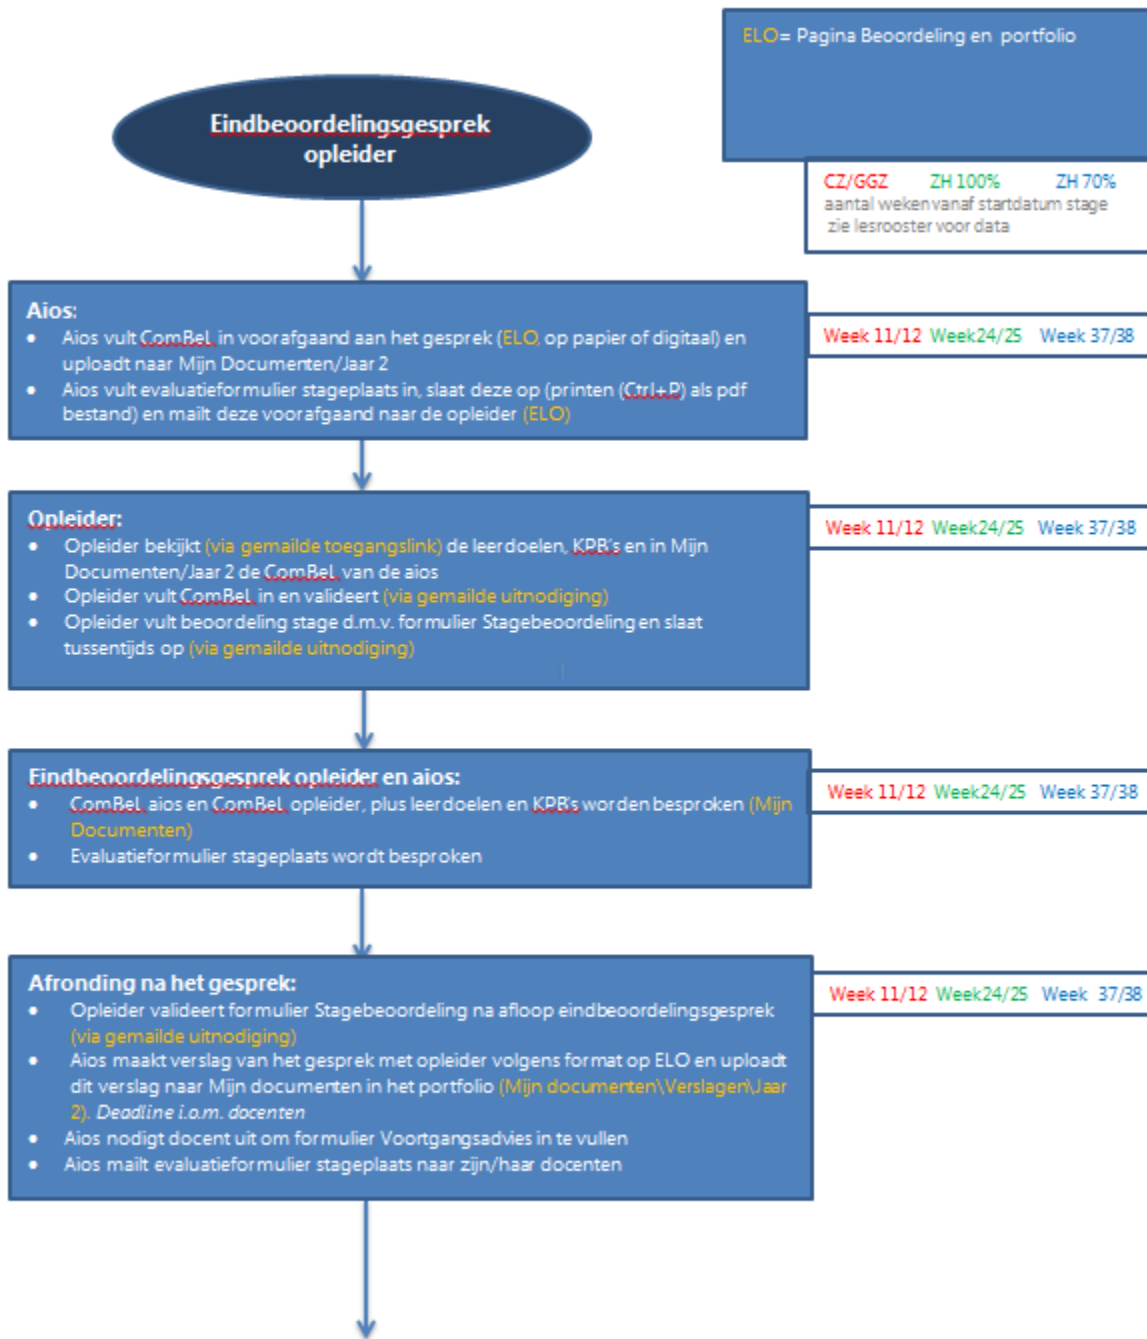 ELO= Pagina Beoordeling en portfolio
Eindbeoordelingsgesprek
opleider
CZ/GGZ ZH 100% ZH 70%
aantal weken vanaf startdatum stage
zie lesrooster voor data
Aios:
• Aios vult ComBeL in voorafgaand aan het gesprek (ELO, op papier of digitaal) en
uploadt naar Mijn Documenten/Jaar 2
• Aios vult evaluatieformulier stageplaats in, slaat deze op (printen (Ctrl+P) als pdf
bestand) en mailt deze voorafgaand naar de opleider (ELO)
Week 11/12 Week24/25 Week 37/38
Opleider:
• Opleider bekijkt (via gemailde toegangslink) de leerdoelen, KPB's en in Mijn
Documenten/Jaar 2 de ComBeL van de aios
• Opleider vult ComBeL in en valideert (via gemailde uitnodiging)
• Opleider vult beoordeling stage d.m.v. formulier Stagebeoordeling en slaat
tussentijds op (via gemailde uitnodiging)
Week 11/12 Week24/25 Week 37/38
Eindbeoordelingsgesprek opleider en aios:
• ComBeL aios en ComBeL opleider, plus leerdoelen en KPB's worden besproken (Mijn
Documenten)
• Evaluatieformulier stageplaats wordt besproken
Week 11/12 Week24/25 Week 37/38
Afronding na het gesprek:
• Opleider valideert formulier Stagebeoordeling na afloop eindbeoordelingsgesprek
(via gemailde uitnodiging)
• Aios maakt verslag van het gesprek met opleider volgens format op ELO en uploadt
dit verslag naar Mijn documenten in het portfolio (Mijn documenten\Verslagen\Jaar
2). Deadline i.o.m. docenten
• Aios nodigt docent uit om formulier Voortgangsadvies in te vullen
• Aios mailt evaluatieformulier stageplaats naar zijn/haar docenten
Week 11/12 Week24/25 Week 37/38